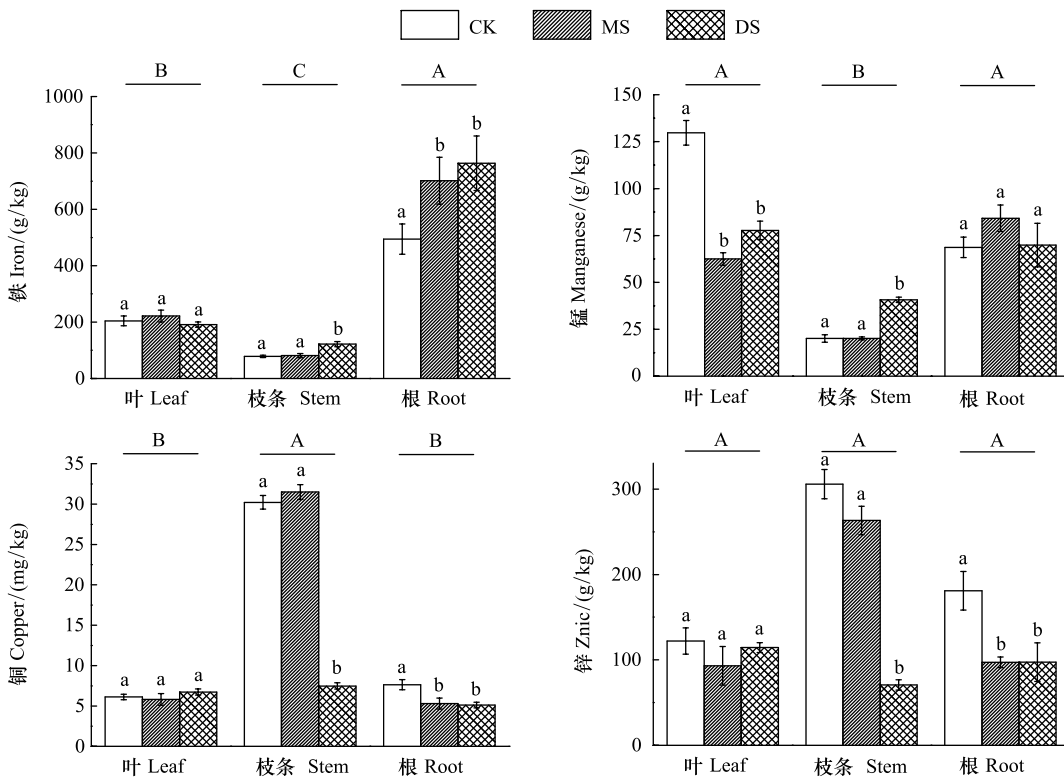 CK MS DS
B C A
铁 Iron/(g/kg)
1000
800
600
400
200
0
a a a a a b a b b
叶 Leaf 枝条 Stem 根 Root
A B A
锰 Manganese/(g/kg)
150
125
100
75
50
25
0
a b b a a b a a a
叶 Leaf 枝条 Stem 根 Root
B A B
铜 Copper/(mg/kg)
35
30
25
20
15
10
5
0
a a a a a b a b b
叶 Leaf 枝条 Stem 根 Root
A A A
锌 Znic/(g/kg)
300
200
100
0
a a a a a b a b b
叶 Leaf 枝条 Stem 根 Root